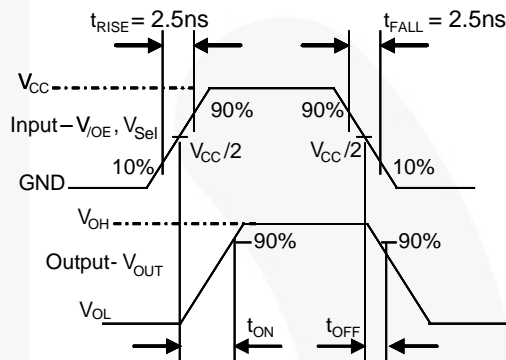 tRISE = 2.5ns
tFALL = 2.5ns
VCC
90%
90%
Input– V/OE, VSel
VCC/2
VCC/2
10%
10%
GND
VOH
90%
90%
Output- VOUT
VOL
tON
tOFF